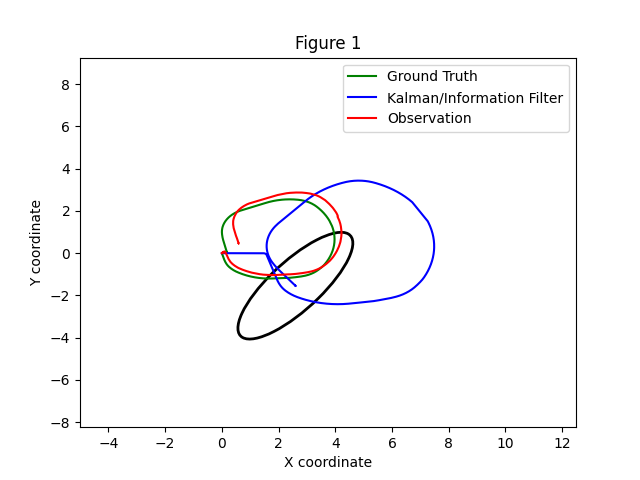 Figure 1
Ground Truth
Kalman/Information Filter
Observation
8
6
4
2
0
−2
−4
−6
−8
Y coordinate
−4 −2 0 2 4 6 8 10 12
X coordinate